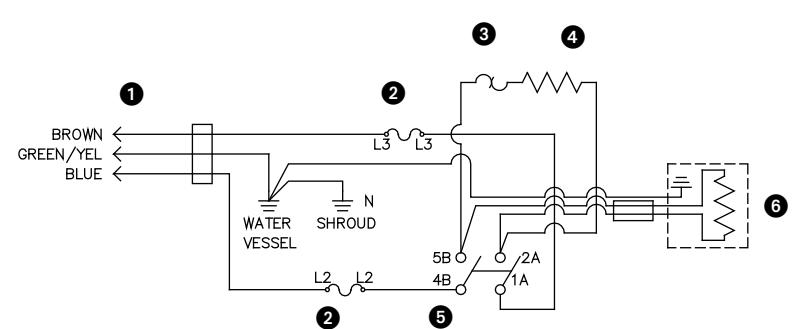 3
4
1
2
BROWN
L3 L3
GREEN/YEL
BLUE
6
N
WATER
VESSEL
SHROUD
5B
2A
L2 L2
4B
1A
2
5